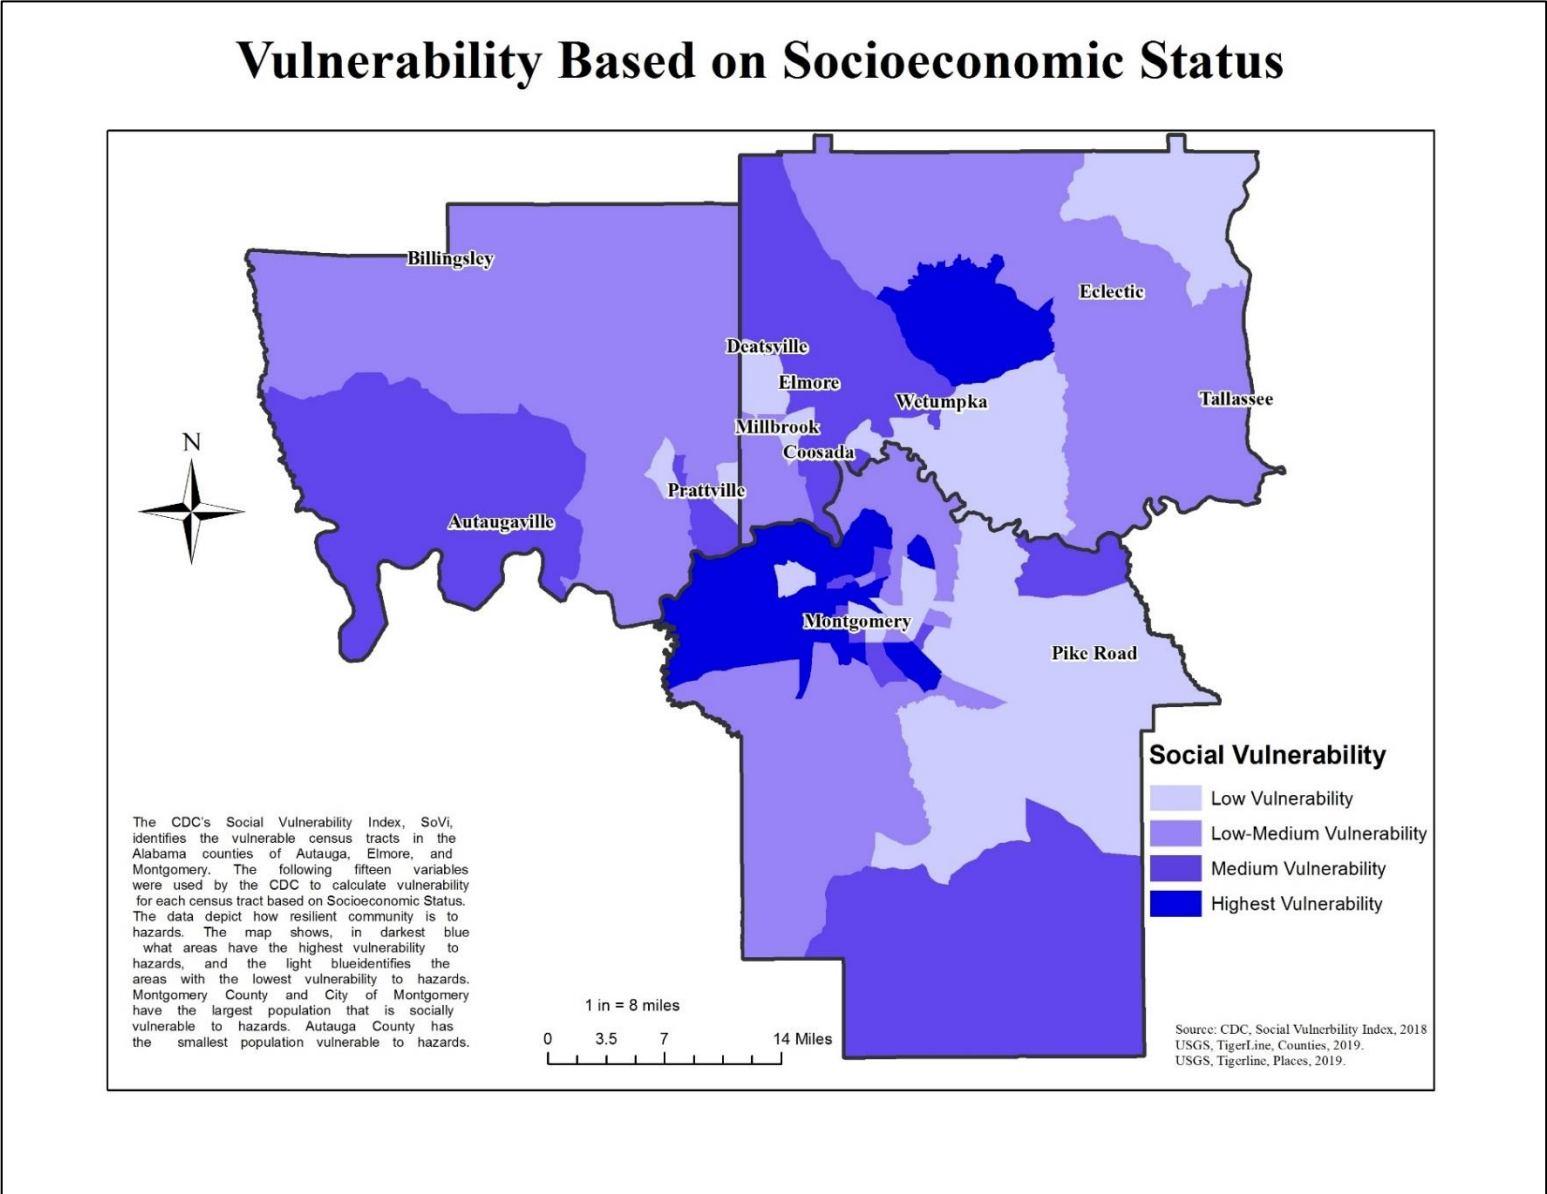 Vulnerability Based on Socioeconomic Status
Billingsley
Eclectic
Deatsville
Elmore
Wetumpka
Tallassee
Millbrook
Coosada
N
Prattville
Autaugaville
Montgomery
Pike Road
Social Vulnerability
Low Vulnerability
Low-Medium Vulnerability
Medium Vulnerability
Highest Vulnerability
The CDC's Social Vulnerability Index, SoVi,
identifies the vulnerable census tracts in the
Alabama counties of Autauga, Elmore, and
Montgomery. The following fifteen variables
were used by the CDC to calculate vulnerability
for each census tract based on Socioeconomic Status.
The data depict how resilient community is to
hazards. The map shows, in darkest blue
what areas have the highest vulnerability to
hazards, and the light blueidentifies the
areas with the lowest vulnerability to hazards.
Montgomery County and City of Montgomery
have the largest population that is socially
vulnerable to hazards. Autauga County has
the smallest population vulnerable to hazards.
1 in = 8 miles
0 3.5 7 14 Miles
Source: CDC, Social Vulnerbility Index, 2018
USGS, TigerLine, Counties, 2019.
USGS, Tigerline, Places, 2019.